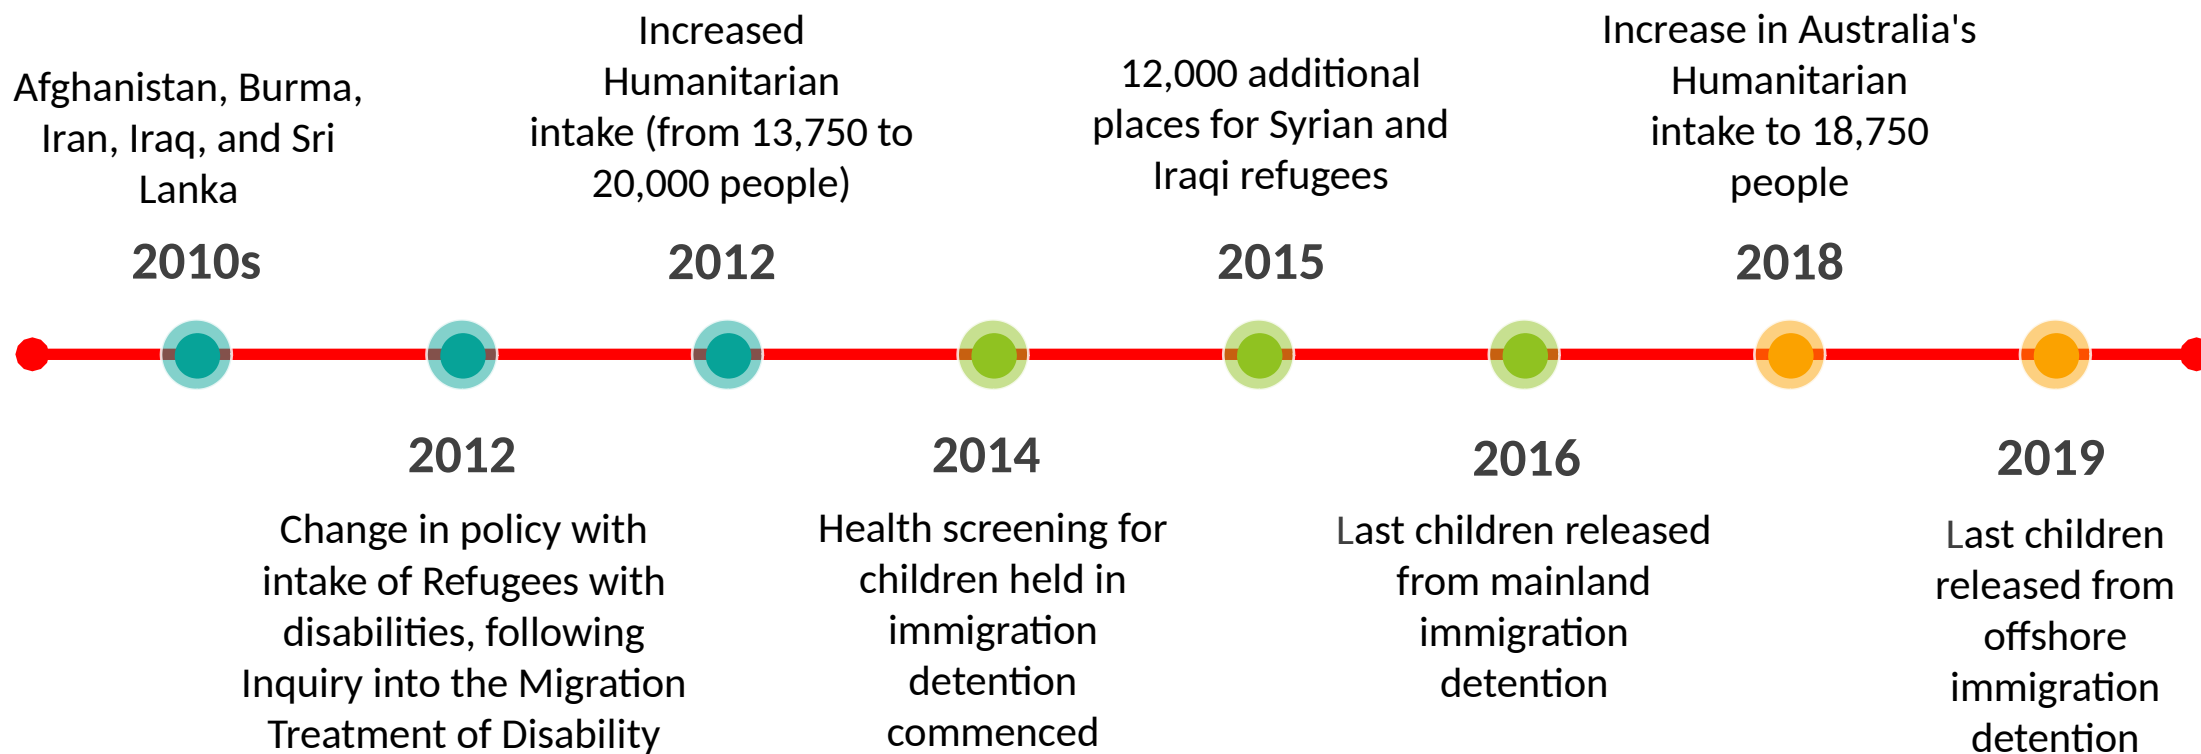 Afghanistan, Burma,
Iran, Iraq, and Sri
Lanka
2010s
Increased
Humanitarian
intake (from 13,750 to
20,000 people)
2012
12,000 additional
places for Syrian and
Iraqi refugees
2015
Increase in Australia's
Humanitarian
intake to 18,750
people
2018
2012
Change in policy with
intake of Refugees with
disabilities, following
Inquiry into the Migration
Treatment of Disability
2014
Health screening for
children held in
immigration
detention
commenced
2016
Last children released
from mainland
immigration
detention
2019
Last children
released from
offshore
immigration
detention